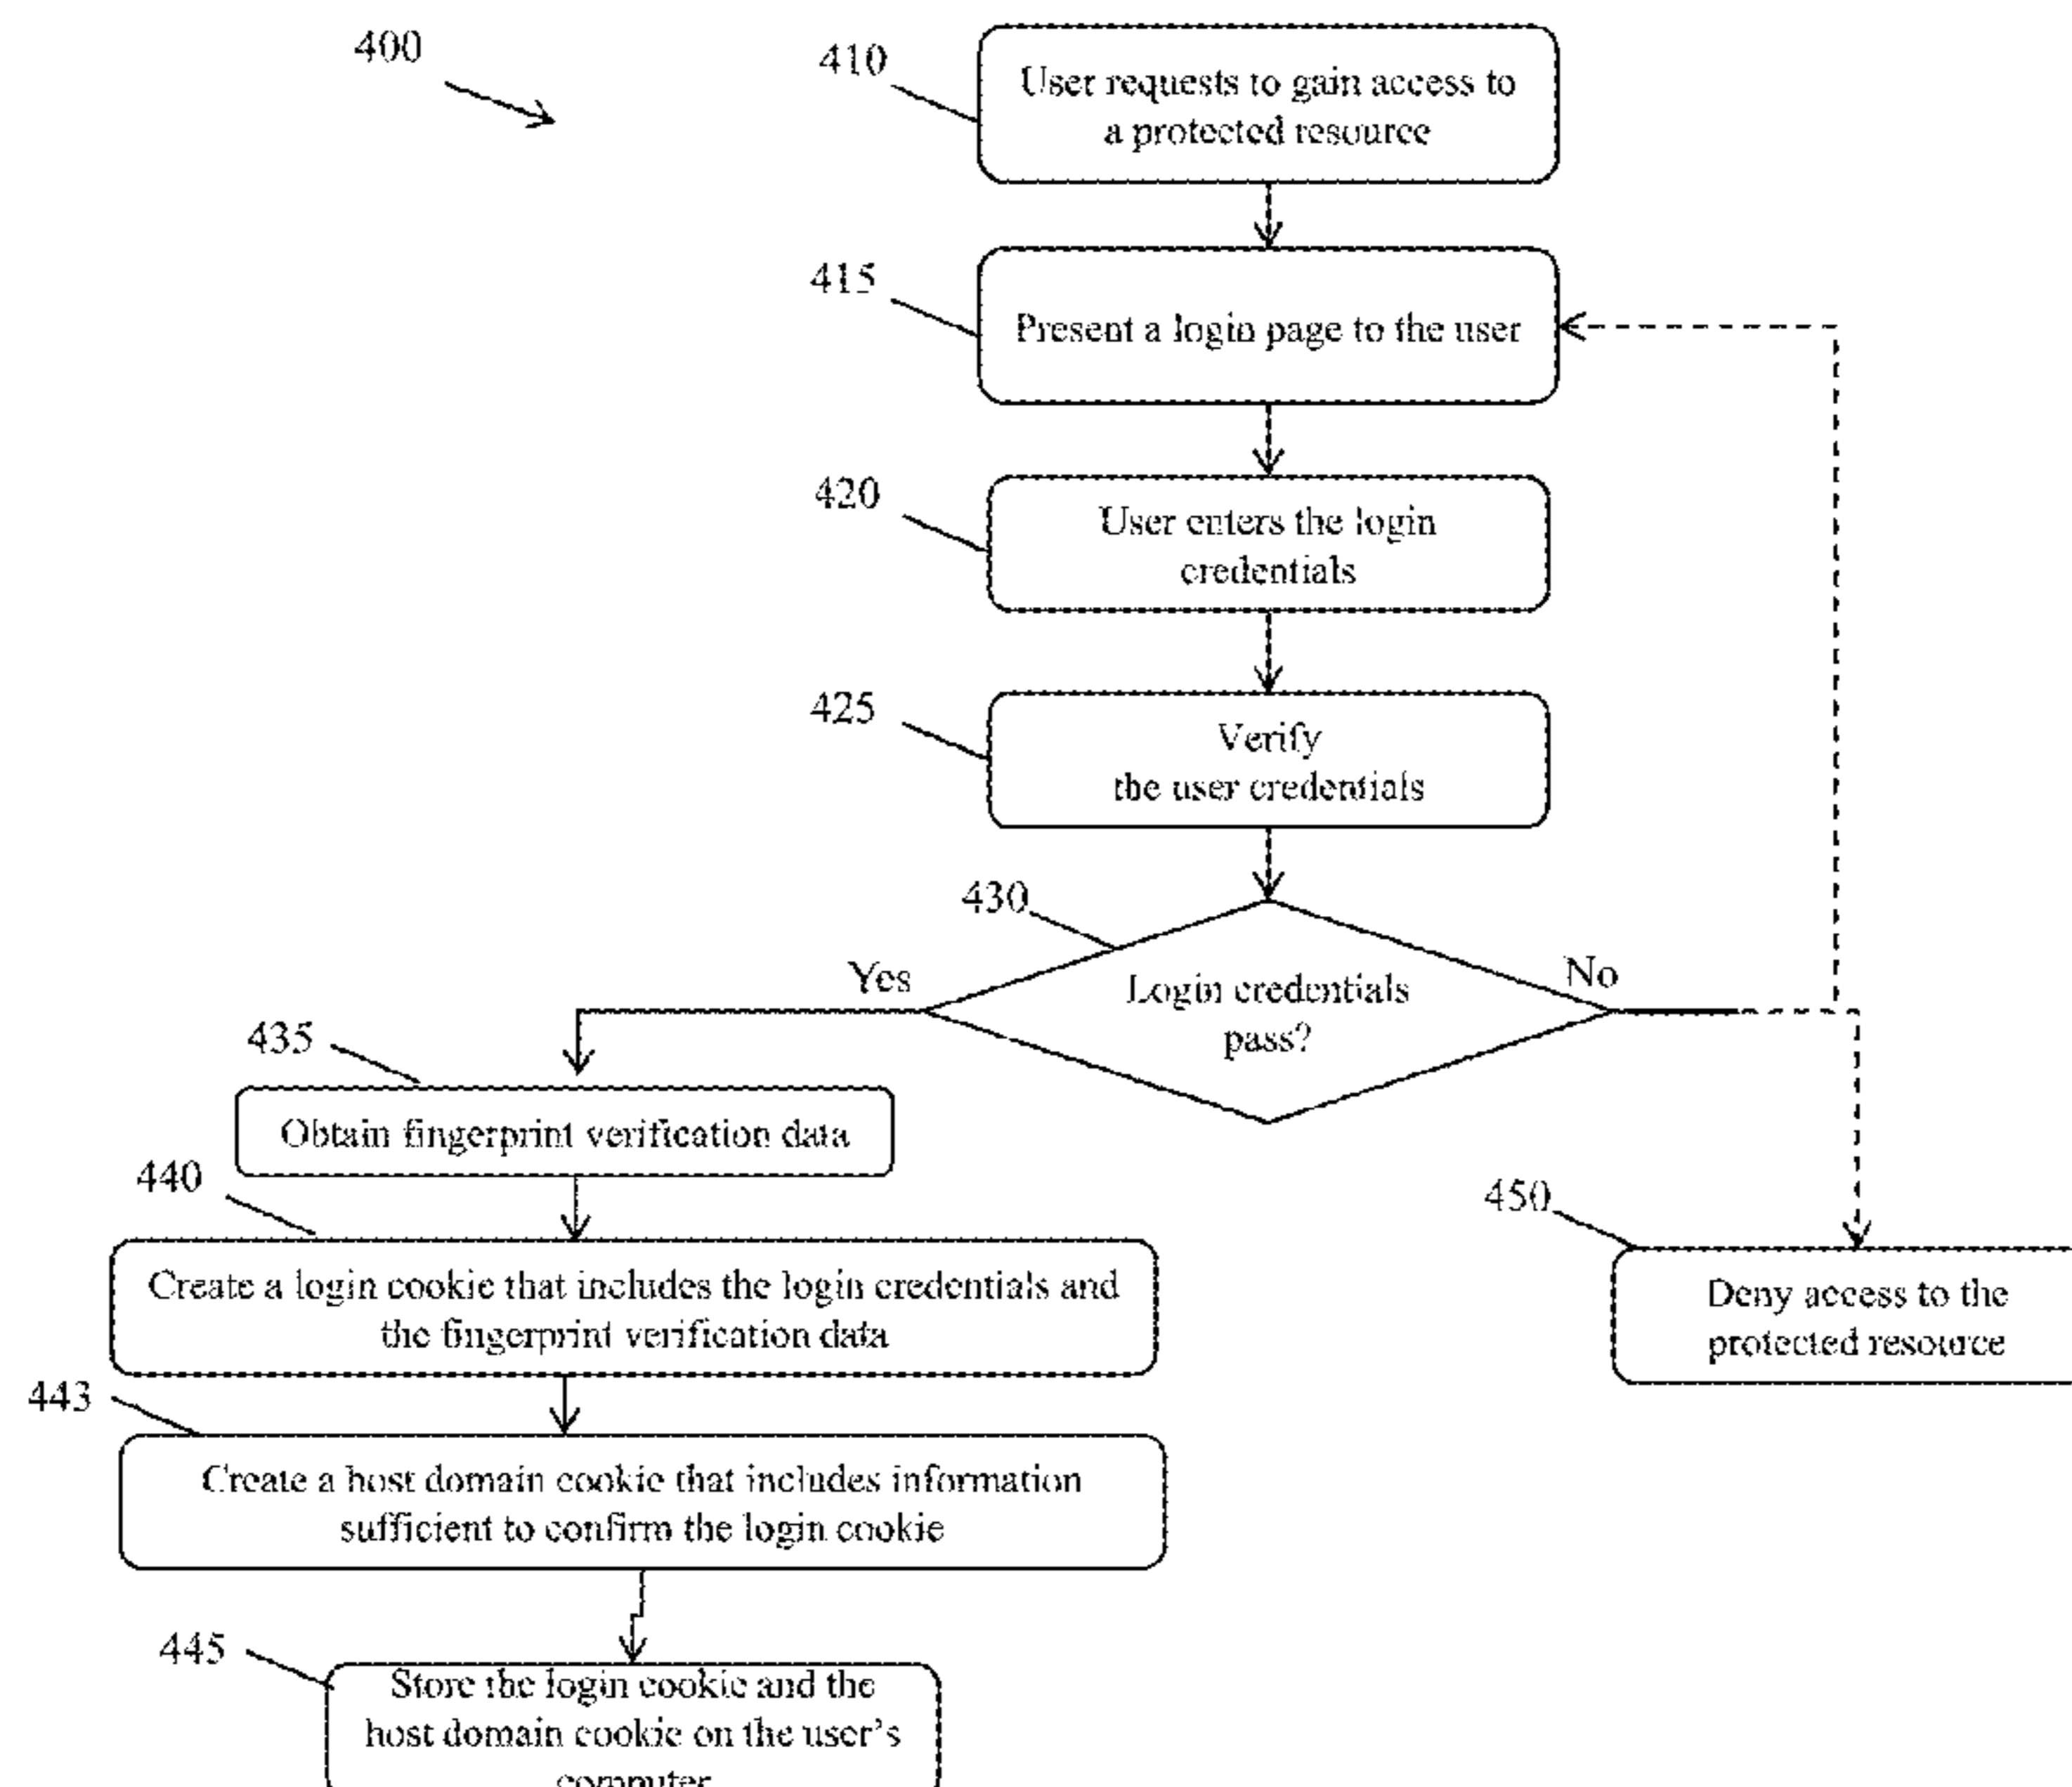 400
410
User requests to gain access to
a protected resource
415
Present a login page to the user
420
User enters the login
credentials
425
Verify
the user credentials
430
Login credentials
pass?
Yes
No
435
Obtain fingerprint verification data
440
Create a login cookie that includes the login credentials and
the fingerprint verification data
450
Deny access to the
protected resource
443
Create a host domain cookie that includes information
sufficient to confirm the login cookie
445
Store the login cookie and the
host domain cookie on the user's
computer